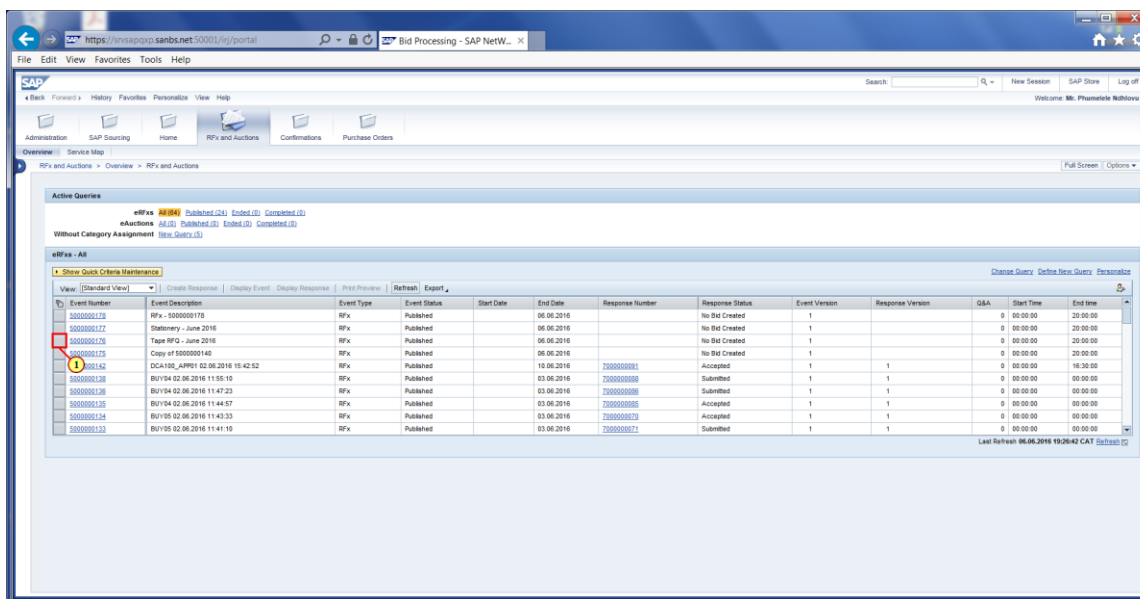 https://srvsapqxp.sanbs.net:50001/irj/portal
Bid Processing - SAP NetW...
File Edit View Favorites Tools Help
SAP
Search: New Session SAP Store Log off
Back Forward History Favorites Personalize View Help
Welcome: Mr. Phumelele Ndhlovu
Administration SAP Sourcing Home RFx and Auctions Confirmations Purchase Orders
Overview Service Map
RFx and Auctions > Overview > RFx and Auctions Full Screen Options
Active Queries
eRFxs All (64) Published (24) Ended (0) Completed (0)
eAuctions All (0) Published (0) Ended (0) Completed (0)
Without Category Assignment New Query (5)
eRFxs - All
Show Quick Criteria Maintenance Change Query Define New Query Personalize
View: [Standard View] Create Response Display Event Display Response Print Preview Refresh Export
Event Number Event Description Event Type Event Status Start Date End Date Response Number Response Status Event Version Response Version Q&A Start Time End time
5000000178 RFx - 5000000178 RFx Published 06.06.2016 No Bid Created 1 0 00:00:00 20:00:00
5000000177 Stationery - June 2016 RFx Published 06.06.2016 No Bid Created 1 0 00:00:00 20:00:00
5000000176 Tape RFQ - June 2016 RFx Published 06.06.2016 No Bid Created 1 0 00:00:00 20:00:00
5000000175 Copy of 5000000140 RFx Published 06.06.2016 No Bid Created 1 0 00:00:00 20:00:00
1 000142 DCA100_APP01 02.06.2016 15:42:52 RFx Published 10.06.2016 7000000091 Accepted 1 1 0 00:00:00 16:30:00
5000000138 BUY04 02.06.2016 11:55:10 RFx Published 03.06.2016 7000000088 Submitted 1 1 0 00:00:00 00:00:00
5000000136 BUY04 02.06.2016 11:47:23 RFx Published 03.06.2016 7000000086 Submitted 1 1 0 00:00:00 00:00:00
5000000135 BUY04 02.06.2016 11:44:57 RFx Published 03.06.2016 7000000085 Accepted 1 1 0 00:00:00 00:00:00
5000000134 BUY05 02.06.2016 11:43:33 RFx Published 03.06.2016 7000000070 Accepted 1 1 0 00:00:00 00:00:00
5000000133 BUY05 02.06.2016 11:41:10 RFx Published 03.06.2016 7000000071 Submitted 1 1 0 00:00:00 00:00:00
Last Refresh 06.06.2016 19:26:42 CAT Refresh